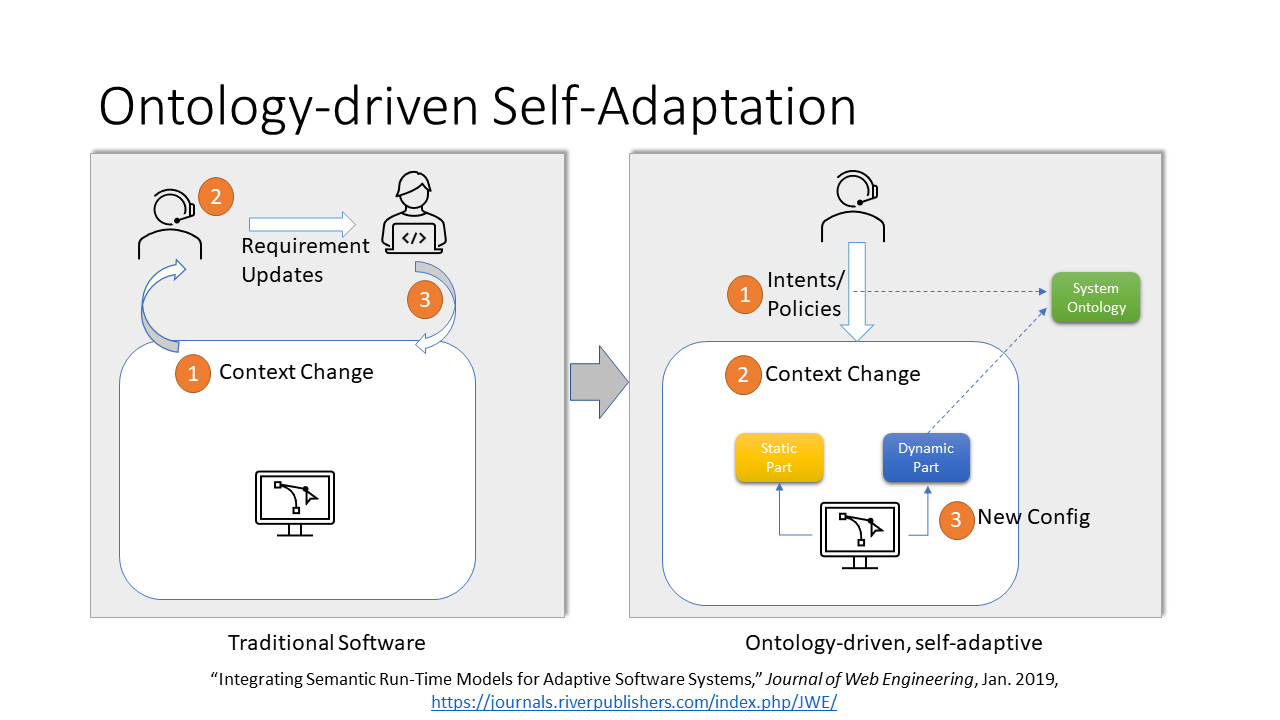 Ontology-driven Self-Adaptation
2
Requirement
Updates
</>
3
1
Context Change
Traditional Software
1
Intents/
Policies
System
Ontology
2
Context Change
Static
Part
Dynamic
Part
3
New Config
Ontology-driven, self-adaptive
“Integrating Semantic Run-Time Models for Adaptive Software Systems,” Journal of Web Engineering, Jan. 2019,
https://journals.riverpublishers.com/index.php/JWE/